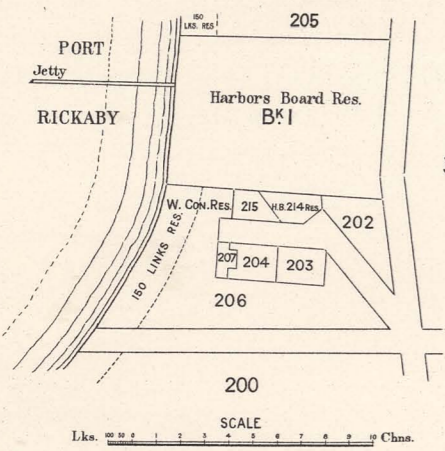 150
LKS. RES
205
PORT
Jetty
RICKABY
Harbors Board Res.
Bk. 1
W. CON. RES.
215
H.B. 214 RES.
202
150 LINKS RES.
207
204
203
206
200
SCALE
Lks. 100 50 0 1 2 3 4 5 6 7 8 9 10 Chns.